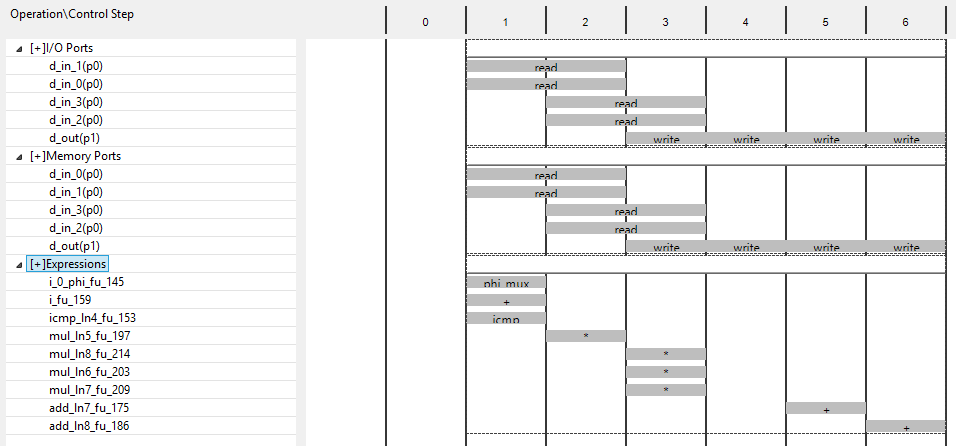 Operation\Control Step 0 1 2 3 4 5 6
[+]I/O Ports
d_in_1(p0) read
d_in_0(p0) read
d_in_3(p0) read
d_in_2(p0) read
d_out(p1) write write write write
[+]Memory Ports
d_in_0(p0) read
d_in_1(p0) read
d_in_3(p0) read
d_in_2(p0) read
d_out(p1) write write write write
[+]Expressions
i_0_phi_fu_145 phi_mux
i_fu_159 +
icmp_ln4_fu_153 icmp
mul_ln5_fu_197 *
mul_ln8_fu_214 *
mul_ln6_fu_203 *
mul_ln7_fu_209 *
add_ln7_fu_175 +
add_ln8_fu_186 +